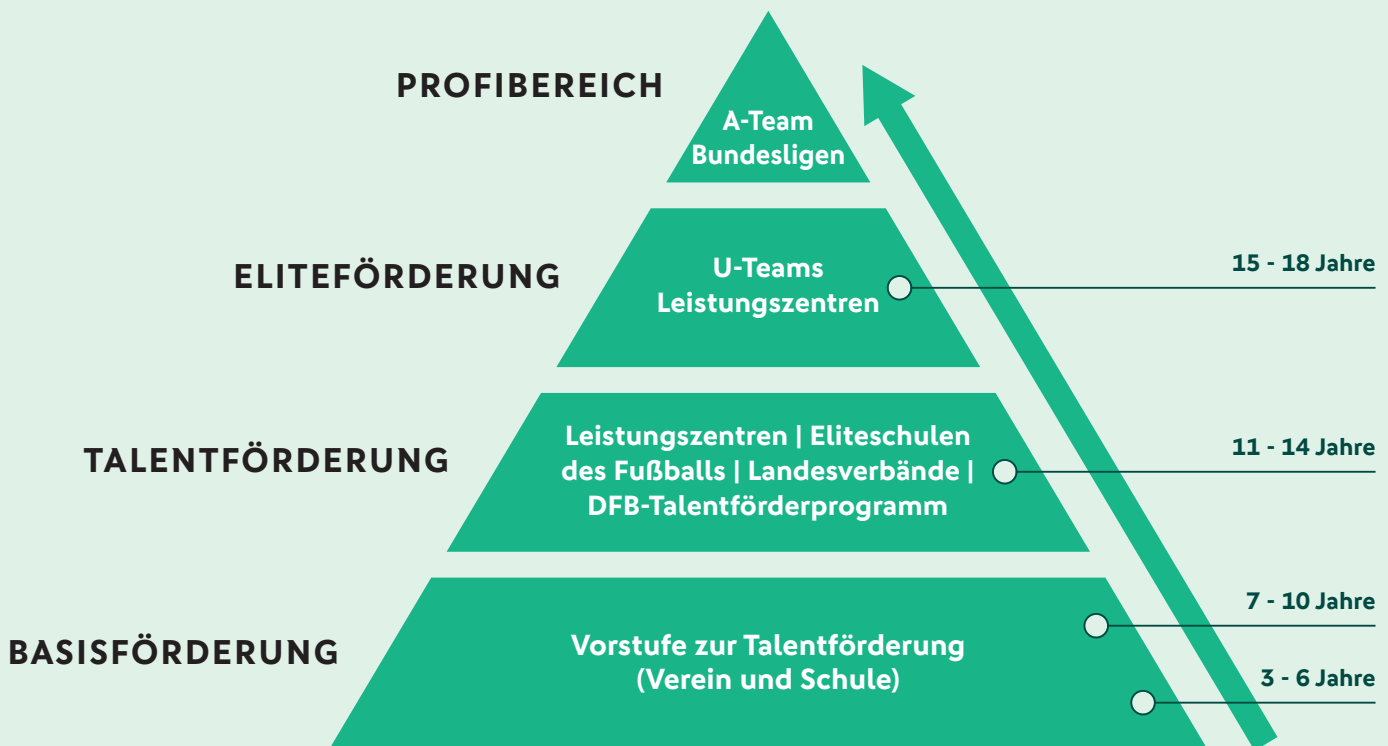 PROFIBEREICH
A-Team
Bundesligen
ELITEFÖRDERUNG
U-Teams
Leistungszentren
15 - 18 Jahre
TALENTFÖRDERUNG
Leistungszentren | Eliteschulen
des Fußballs | Landesverbände |
DFB-Talentförderprogramm
11 - 14 Jahre
BASISFÖRDERUNG
Vorstufe zur Talentförderung
(Verein und Schule)
7 - 10 Jahre
3 - 6 Jahre